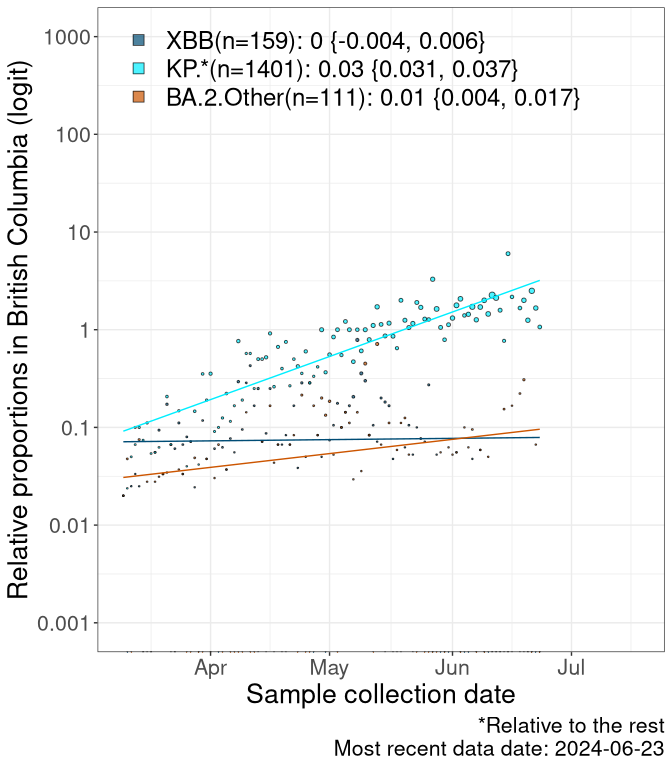 XBB(n=159): 0 {-0.004, 0.006}
KP.*(n=1401): 0.03 {0.031, 0.037}
BA.2.Other(n=111): 0.01 {0.004, 0.017}
Relative proportions in British Columbia (logit)
1000
100
10
1
0.1
0.01
0.001
Apr May Jun Jul
Sample collection date
*Relative to the rest
Most recent data date: 2024-06-23